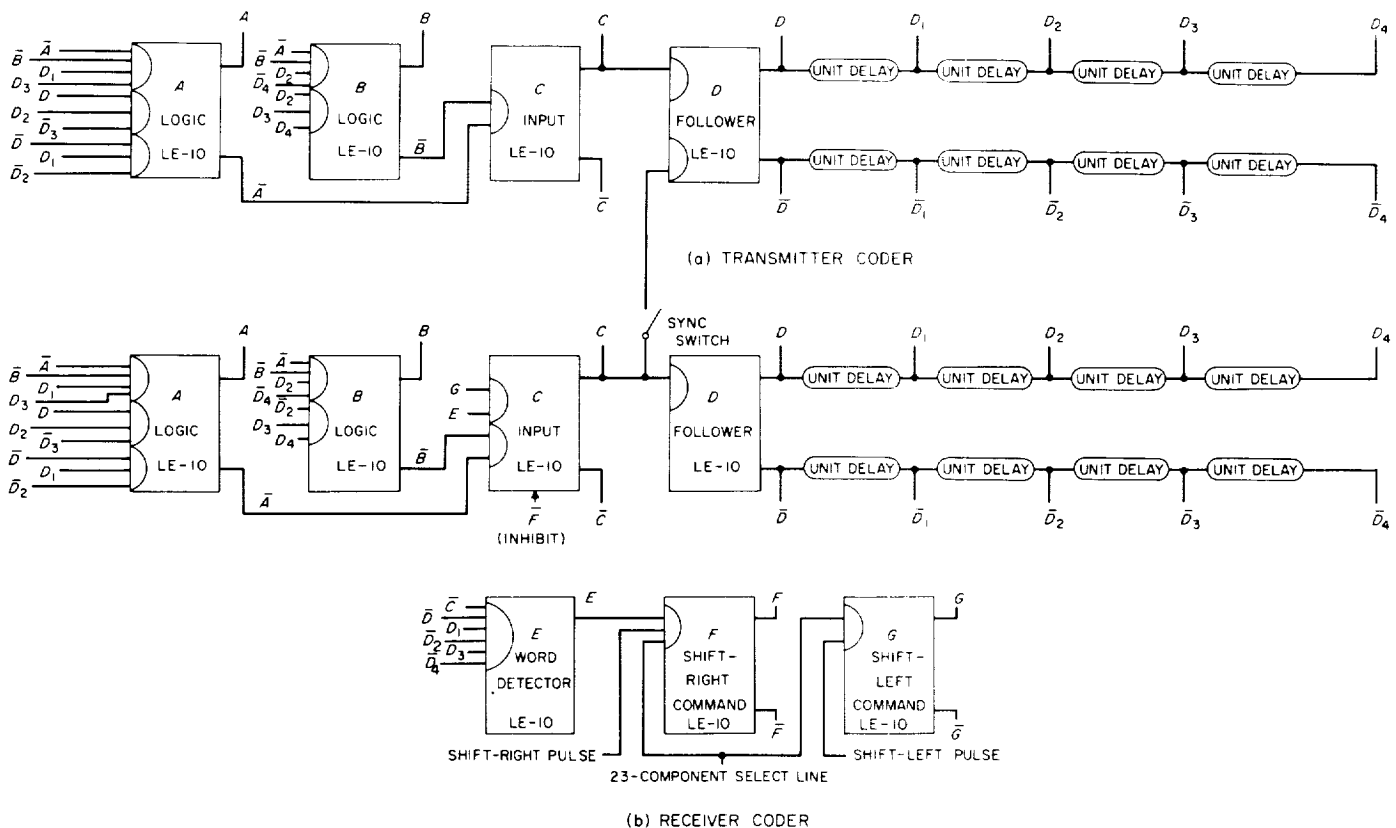 A B C D D₁ D₂ D₃ D₄
Ā
B̄
D₁
D₃
D
D₂
D̄₃
D̄
D₁
D̄₂
A
LOGIC
LE-10
Ā
Ā
B̄
D₂
D̄₄
D̄₂
D₃
D₄
B
LOGIC
LE-10
B̄
C
INPUT
LE-10
C̄
D
FOLLOWER
LE-10
UNIT DELAY UNIT DELAY UNIT DELAY UNIT DELAY
UNIT DELAY UNIT DELAY UNIT DELAY UNIT DELAY
D̄ D̄₁ D̄₂ D̄₃ D̄₄
(a) TRANSMITTER CODER
SYNC
SWITCH
A B C D D₁ D₂ D₃ D₄
Ā
B̄
D₁
D₃
D
D₂
D̄₃
D̄
D₁
D̄₂
A
LOGIC
LE-10
Ā
Ā
B̄
D₂
D̄₄
D̄₂
D₃
D₄
B
LOGIC
LE-10
B̄
G
E
C
INPUT
LE-10
F̄
(INHIBIT)
C̄
D
FOLLOWER
LE-10
UNIT DELAY UNIT DELAY UNIT DELAY UNIT DELAY
UNIT DELAY UNIT DELAY UNIT DELAY UNIT DELAY
D̄ D̄₁ D̄₂ D̄₃ D̄₄
C̄
D̄
D₁
D̄₂
D₃
D̄₄
E
WORD
DETECTOR
LE-10
E
F
SHIFT-
RIGHT
COMMAND
LE-10
F
F̄
G
SHIFT-
LEFT
COMMAND
LE-10
G
Ḡ
SHIFT-RIGHT PULSE
SHIFT-LEFT PULSE
23-COMPONENT SELECT LINE
(b) RECEIVER CODER